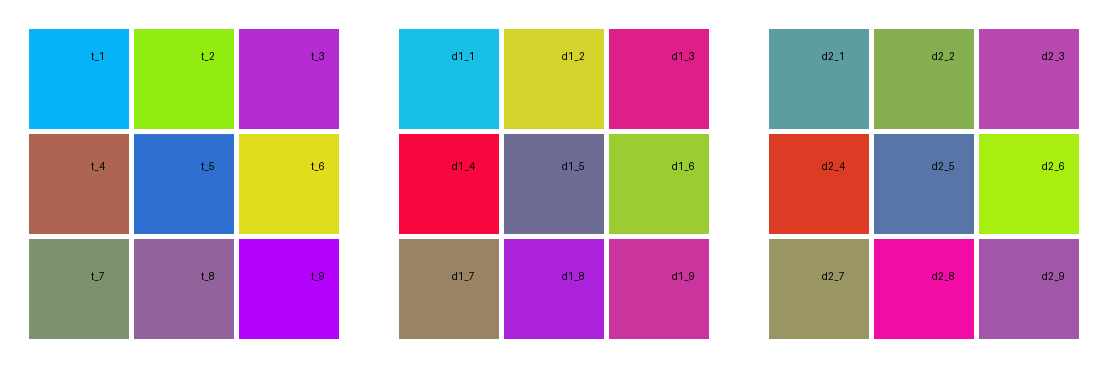 t_1 t_2 t_3 d1_1 d1_2 d1_3 d2_1 d2_2 d2_3
t_4 t_5 t_6 d1_4 d1_5 d1_6 d2_4 d2_5 d2_6
t_7 t_8 t_9 d1_7 d1_8 d1_9 d2_7 d2_8 d2_9